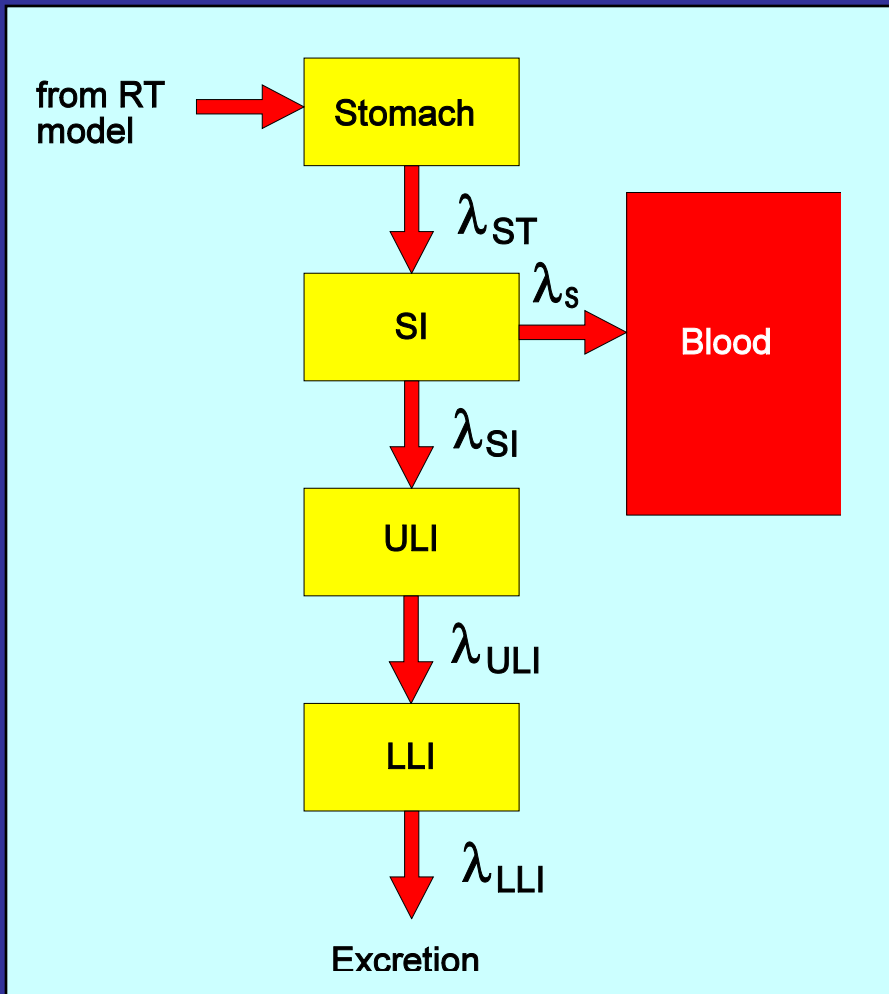 from RT
model
Stomach
λST
λs
SI
Blood
λSI
ULI
λULI
LLI
λLLI
Excretion